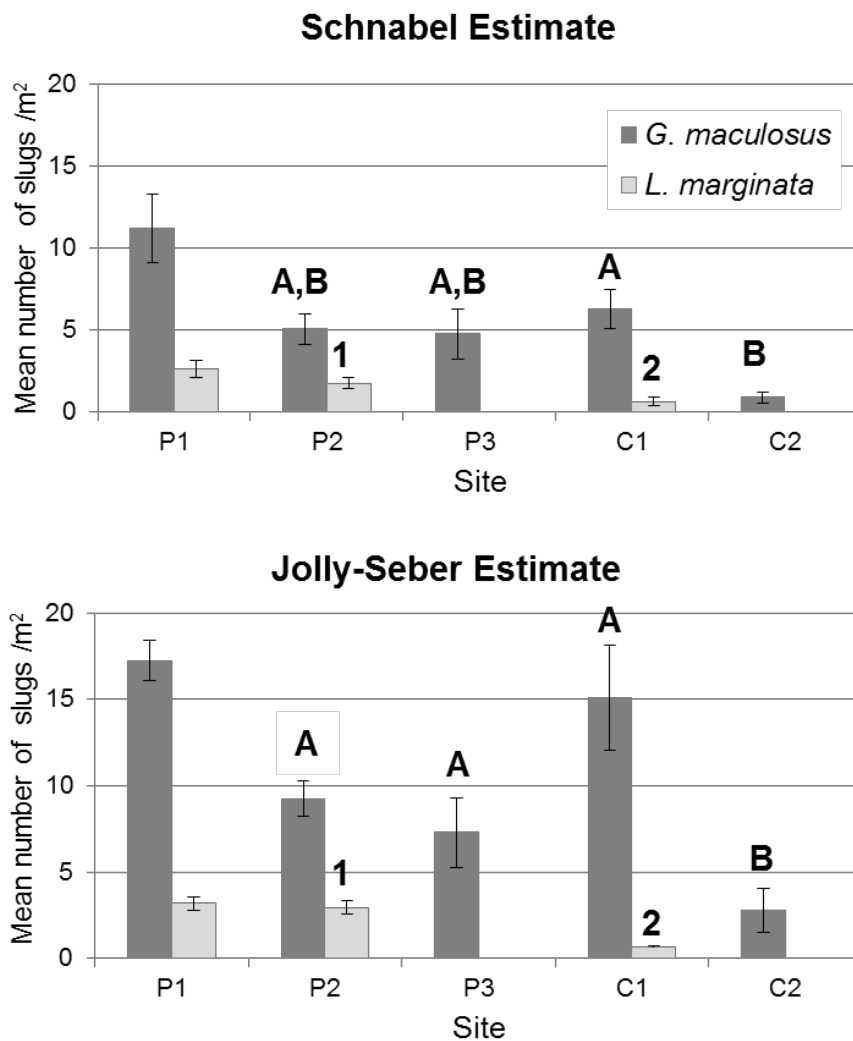 Schnabel Estimate
Mean number of slugs /m²
20
15
10
5
0
G. maculosus
L. marginata
A,B
A,B
A
B
1
2
P1 P2 P3 C1 C2
Site
Jolly-Seber Estimate
Mean number of slugs /m²
20
15
10
5
0
A
A
A
B
1
2
P1 P2 P3 C1 C2
Site